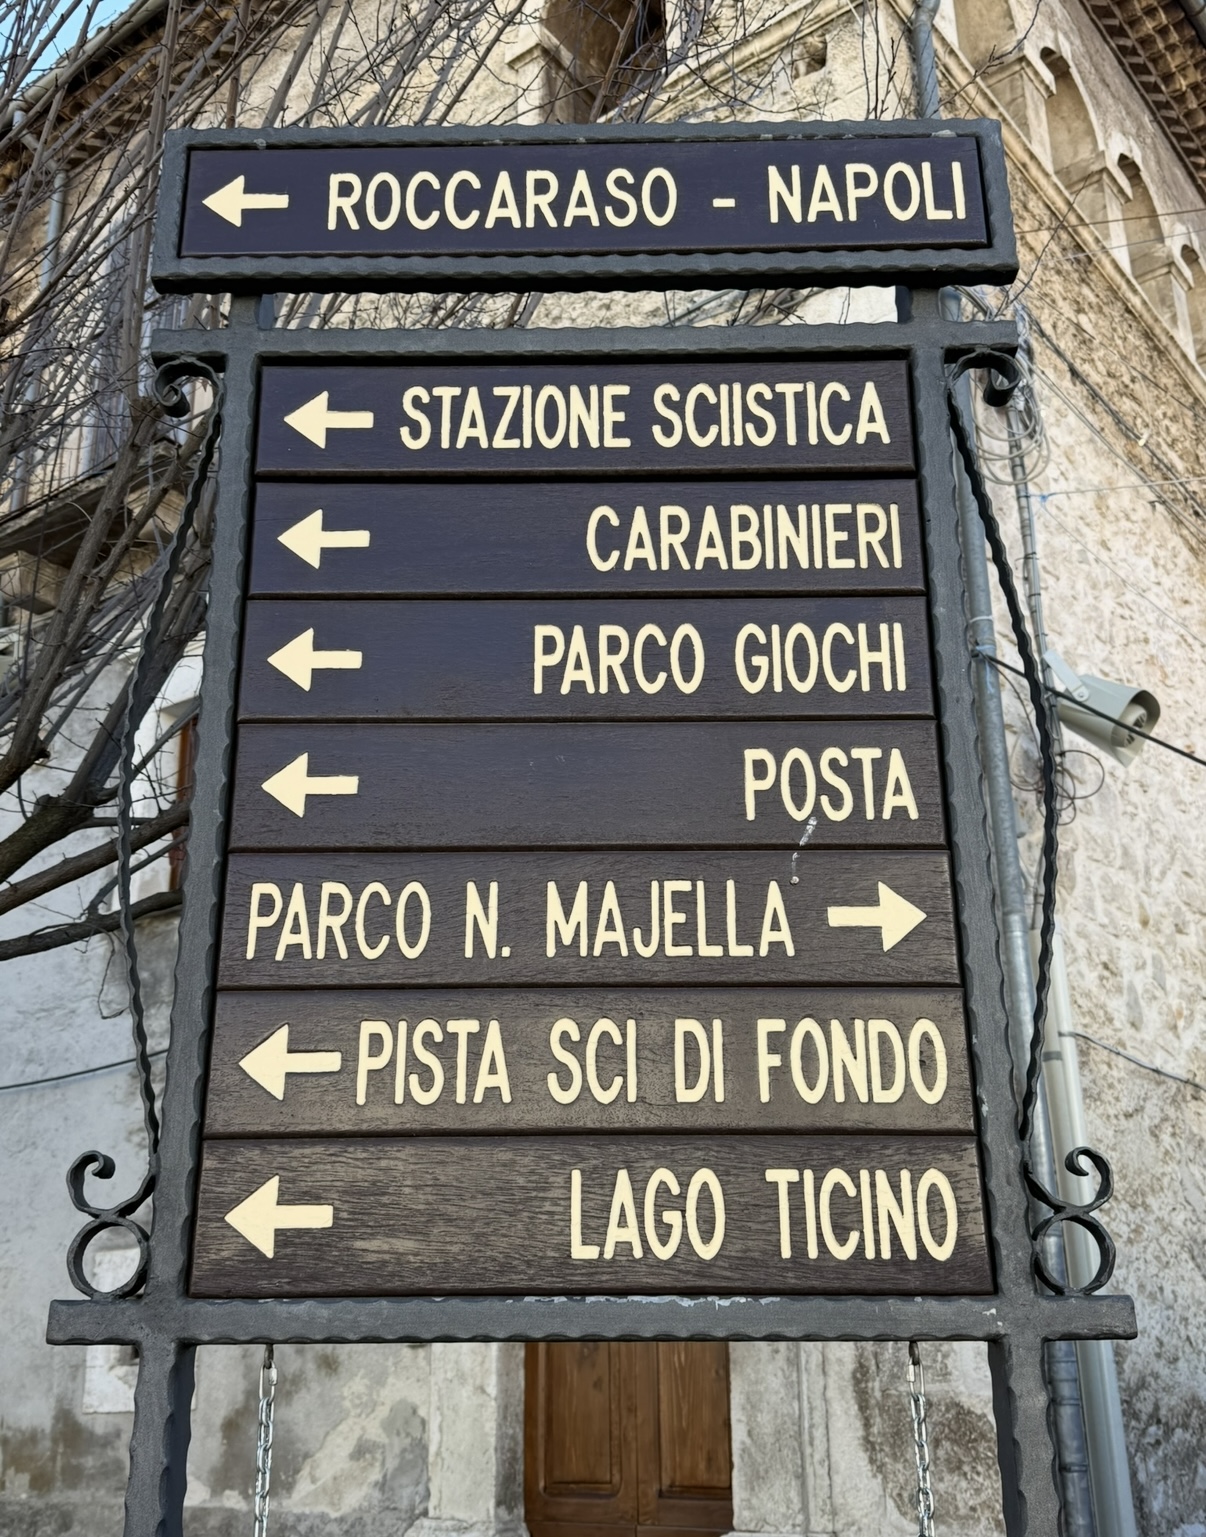 ROCCARASO - NAPOLI
STAZIONE SCIISTICA
CARABINIERI
PARCO GIOCHI
POSTA
PARCO N. MAJELLA
PISTA SCI DI FONDO
LAGO TICINO